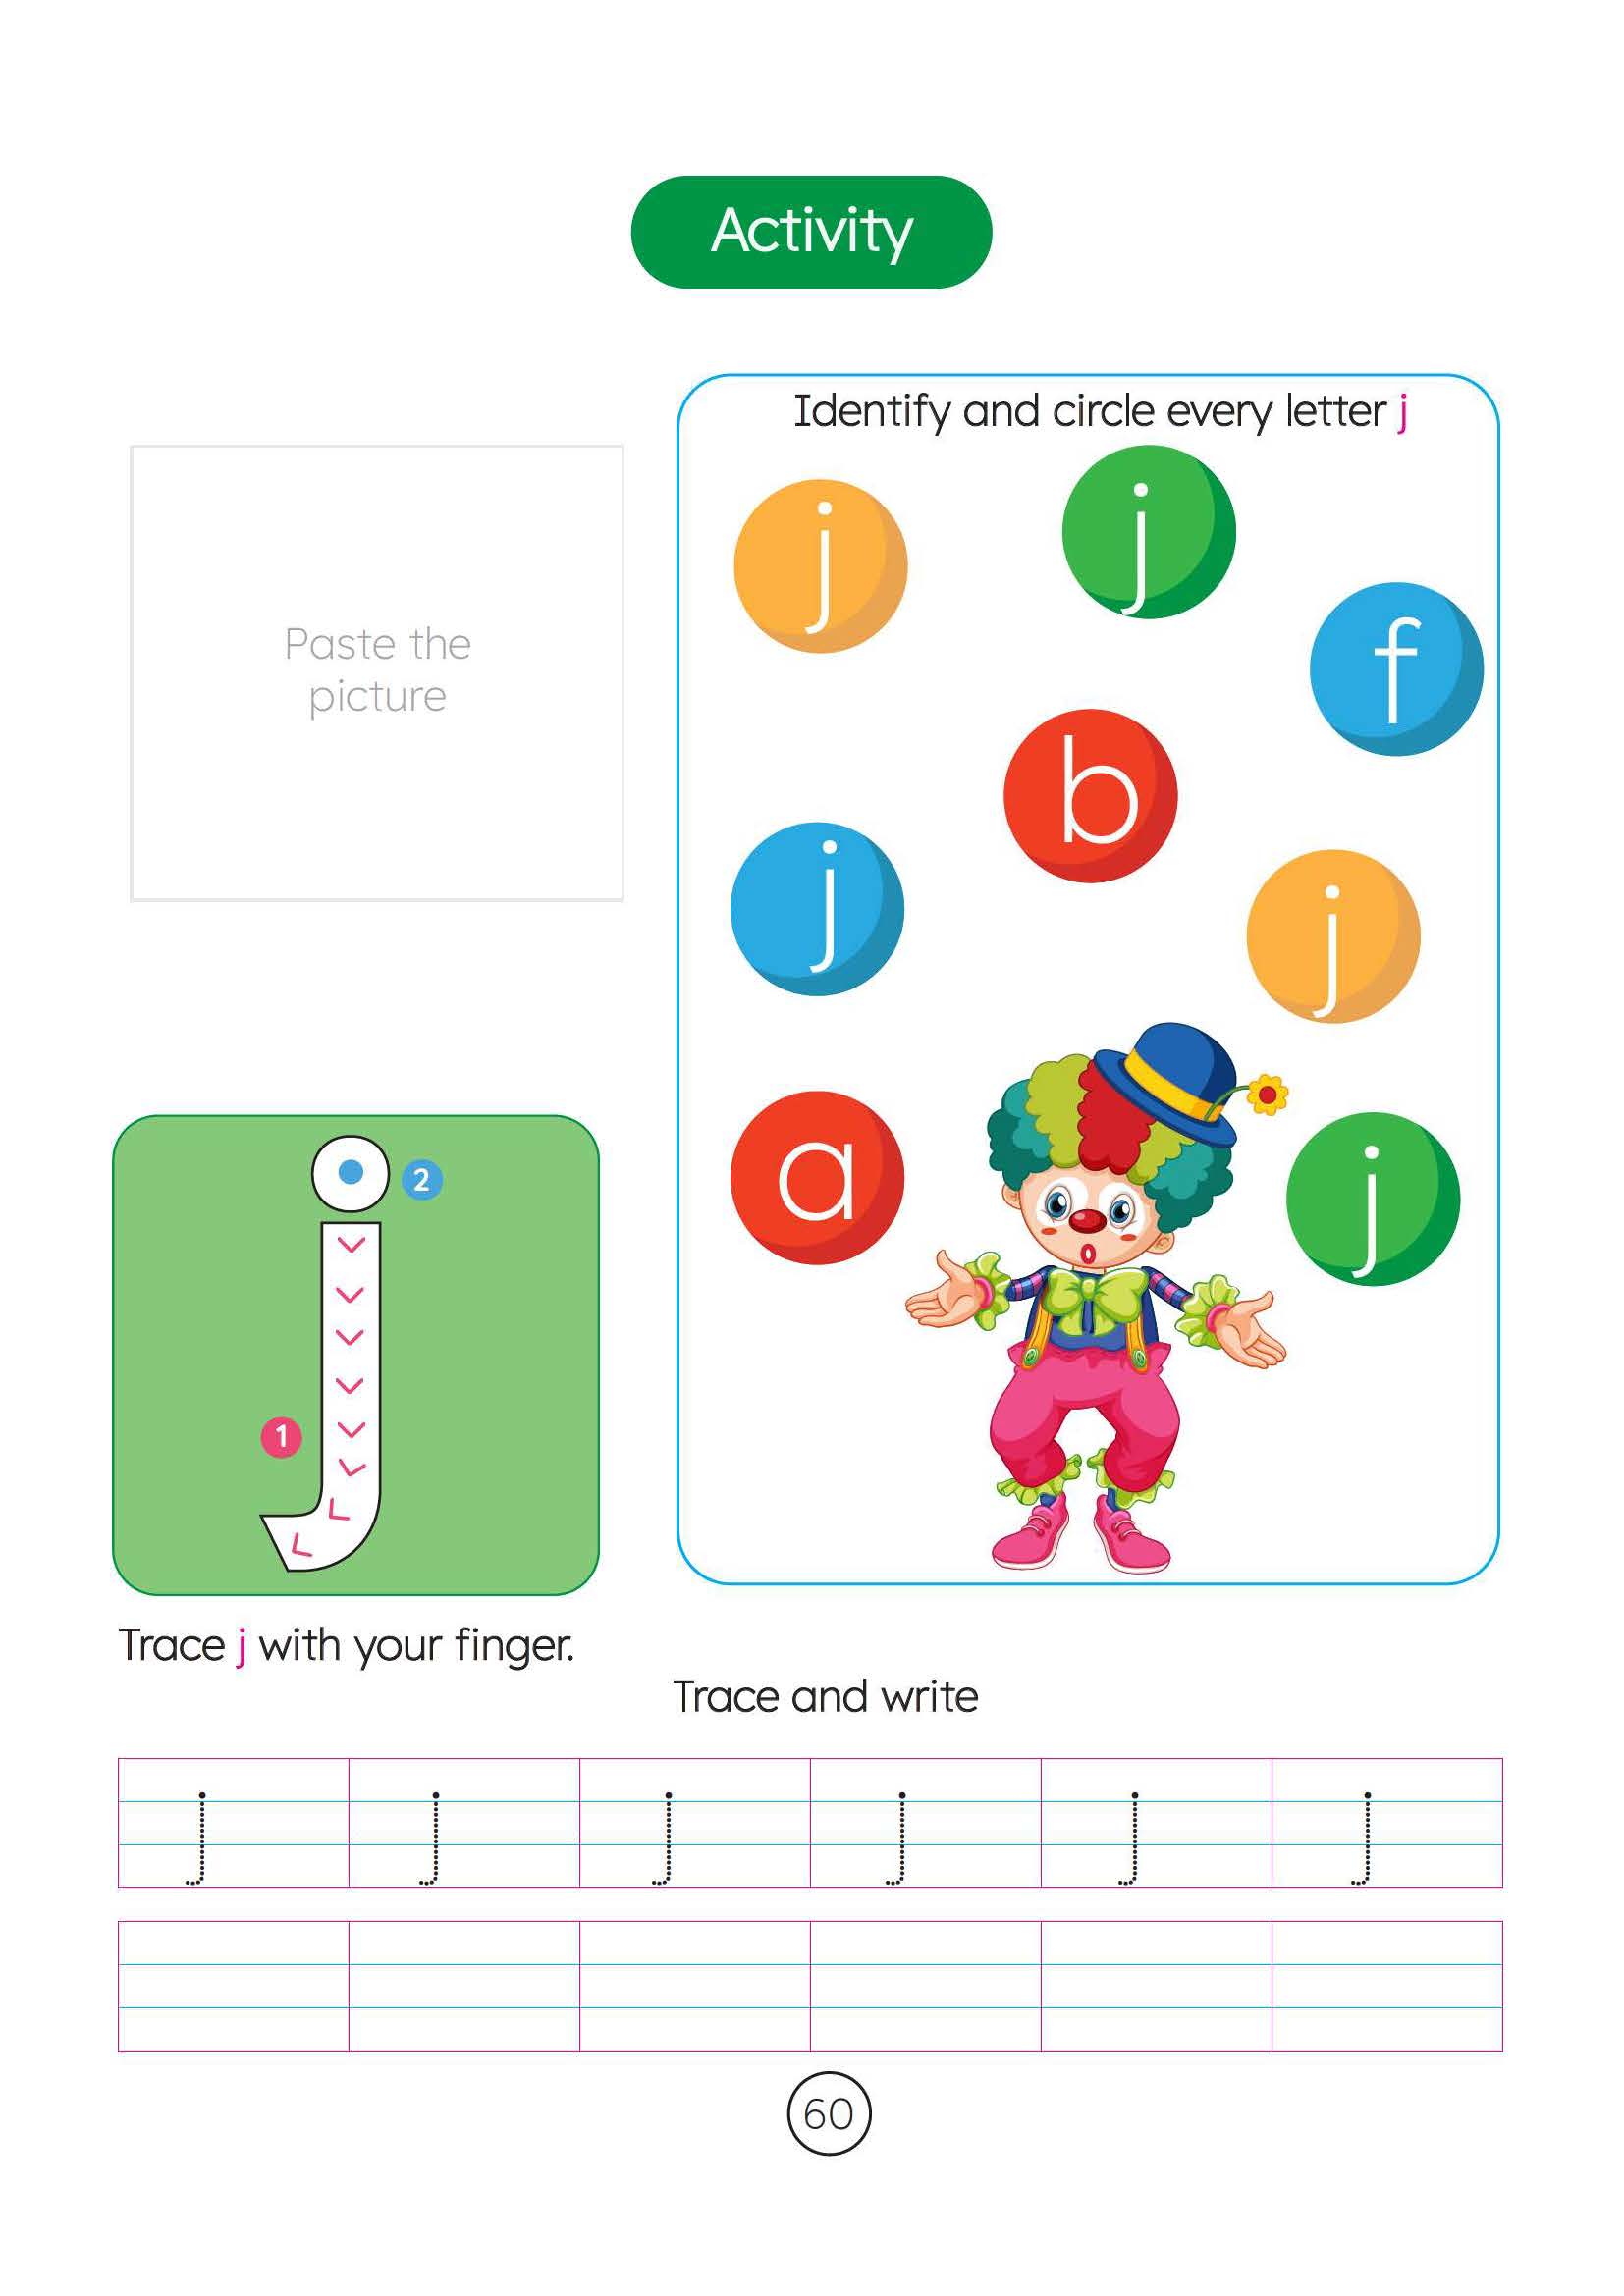 Activity
Identify and circle every letter j
j
j
f
b
j
j
a
j
Paste the
picture
2
1
Trace j with your finger.
Trace and write
j j j j j j
60